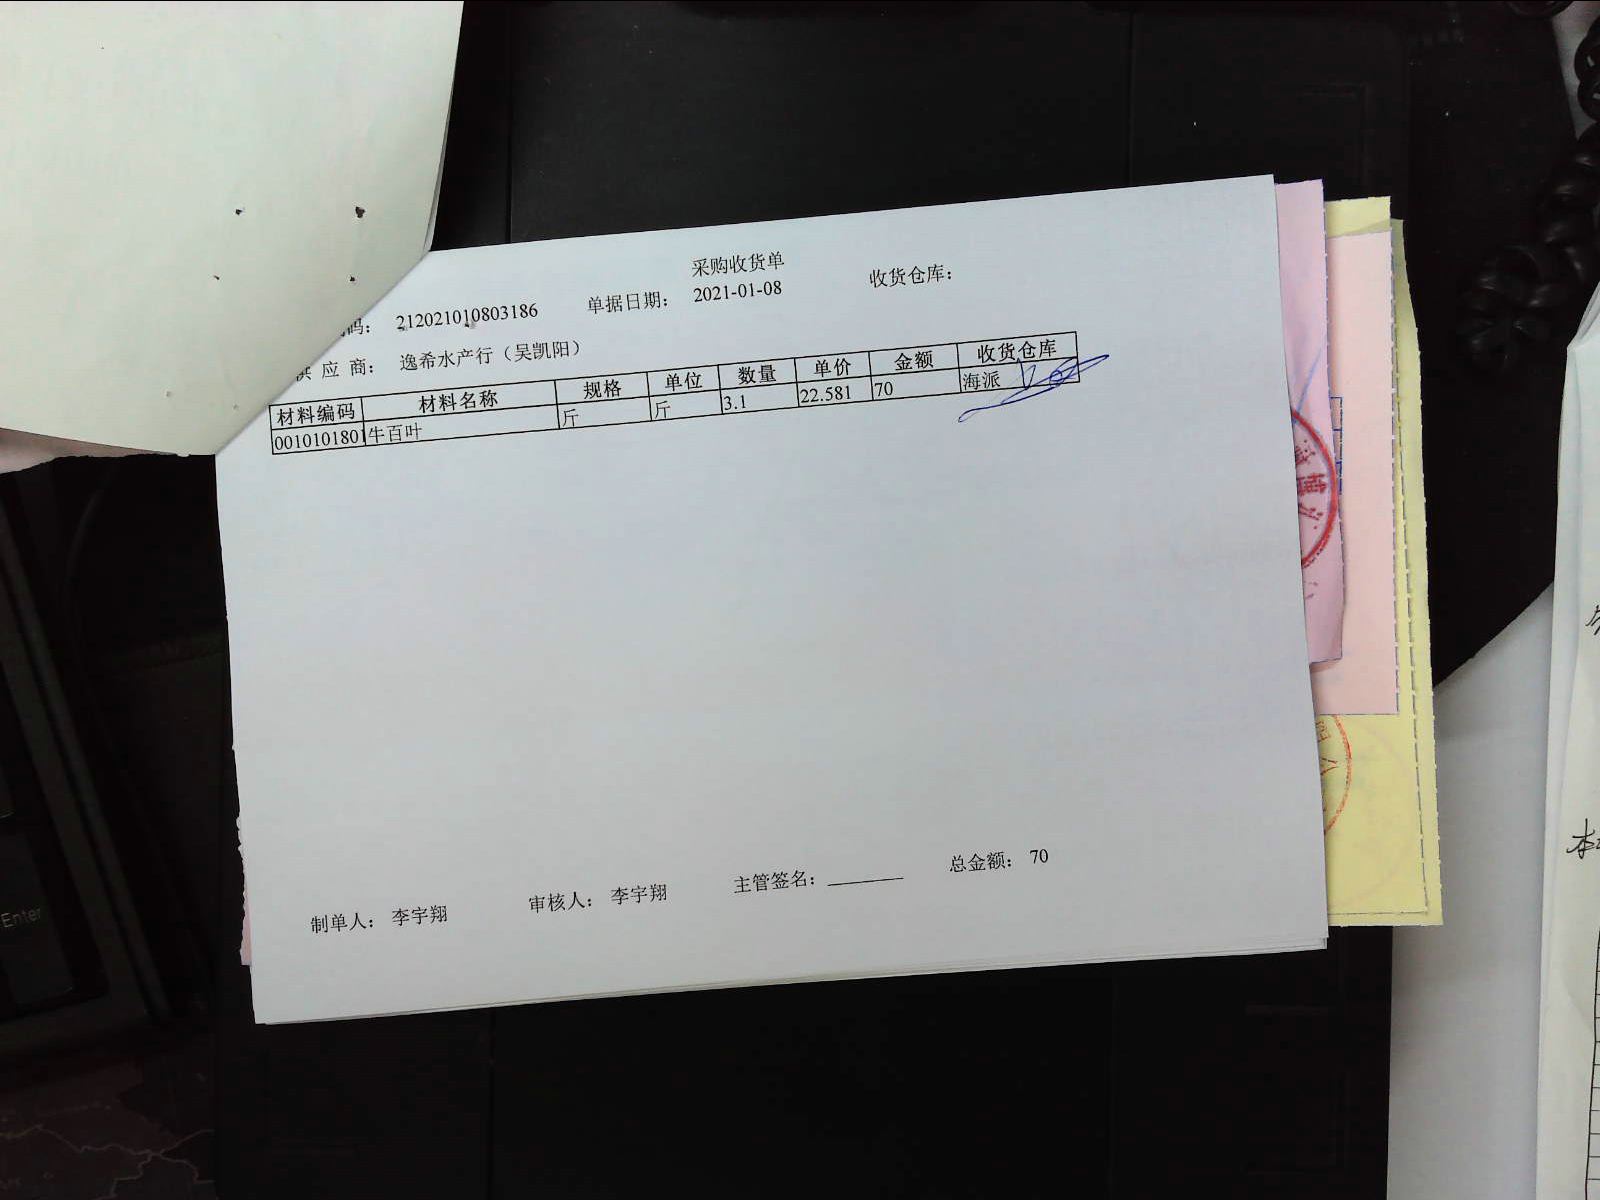 采购收货单
码： 212021010803186 单据日期： 2021-01-08 收货仓库：
供 应 商： 逸希水产行（吴凯阳）
材料编码 材料名称 规格 单位 数量 单价 金额 收货仓库
0010101801 牛百叶 斤 斤 3.1 22.581 70 海派
制单人： 李宇翔 审核人： 李宇翔 主管签名： 总金额： 70
Enter